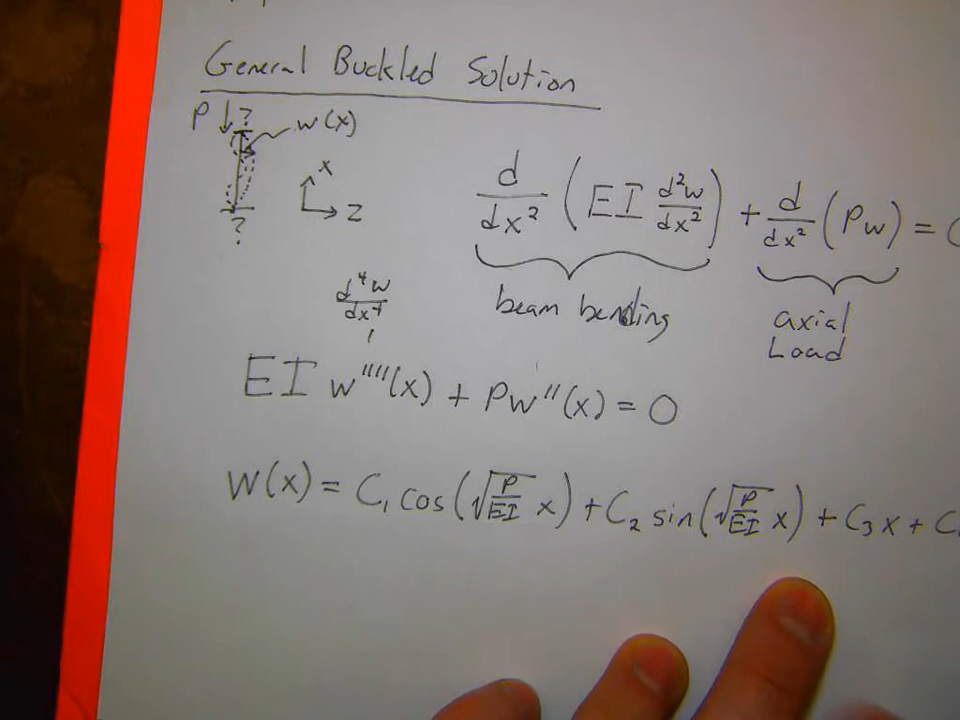 General Buckled Solution
P ↓ ? w(x)
x
z
?
d/dx² (EI d²w/dx²) + d/dx² (Pw) =
beam bending
axial Load
d⁴w/dx⁴
EI w''''(x) + Pw''(x) = 0
w(x) = C₁ cos(√(P/EI) x) + C₂ sin(√(P/EI) x) + C₃x + C